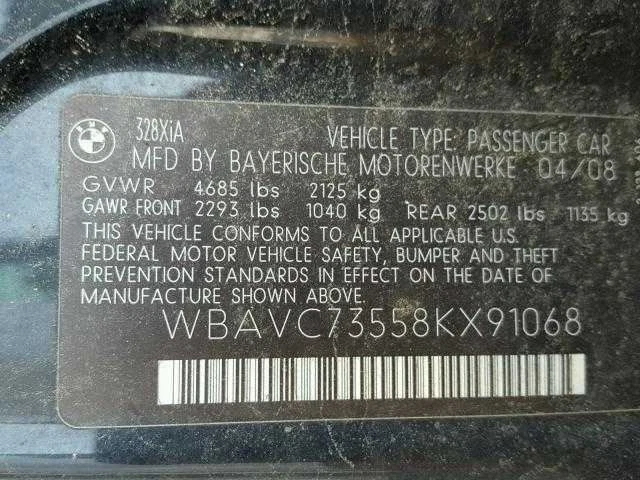 BMW
328XiA
VEHICLE TYPE: PASSENGER CAR
MFD BY BAYERISCHE MOTORENWERKE 04/08
GVWR 4685 lbs 2125 kg
GAWR FRONT 2293 lbs 1040 kg REAR 2502 lbs 1135 kg
THIS VEHICLE CONFORMS TO ALL APPLICABLE U.S.
FEDERAL MOTOR VEHICLE SAFETY, BUMPER AND THEFT
PREVENTION STANDARDS IN EFFECT ON THE DATE OF
MANUFACTURE SHOWN ABOVE.
WBAVC73558KX91068